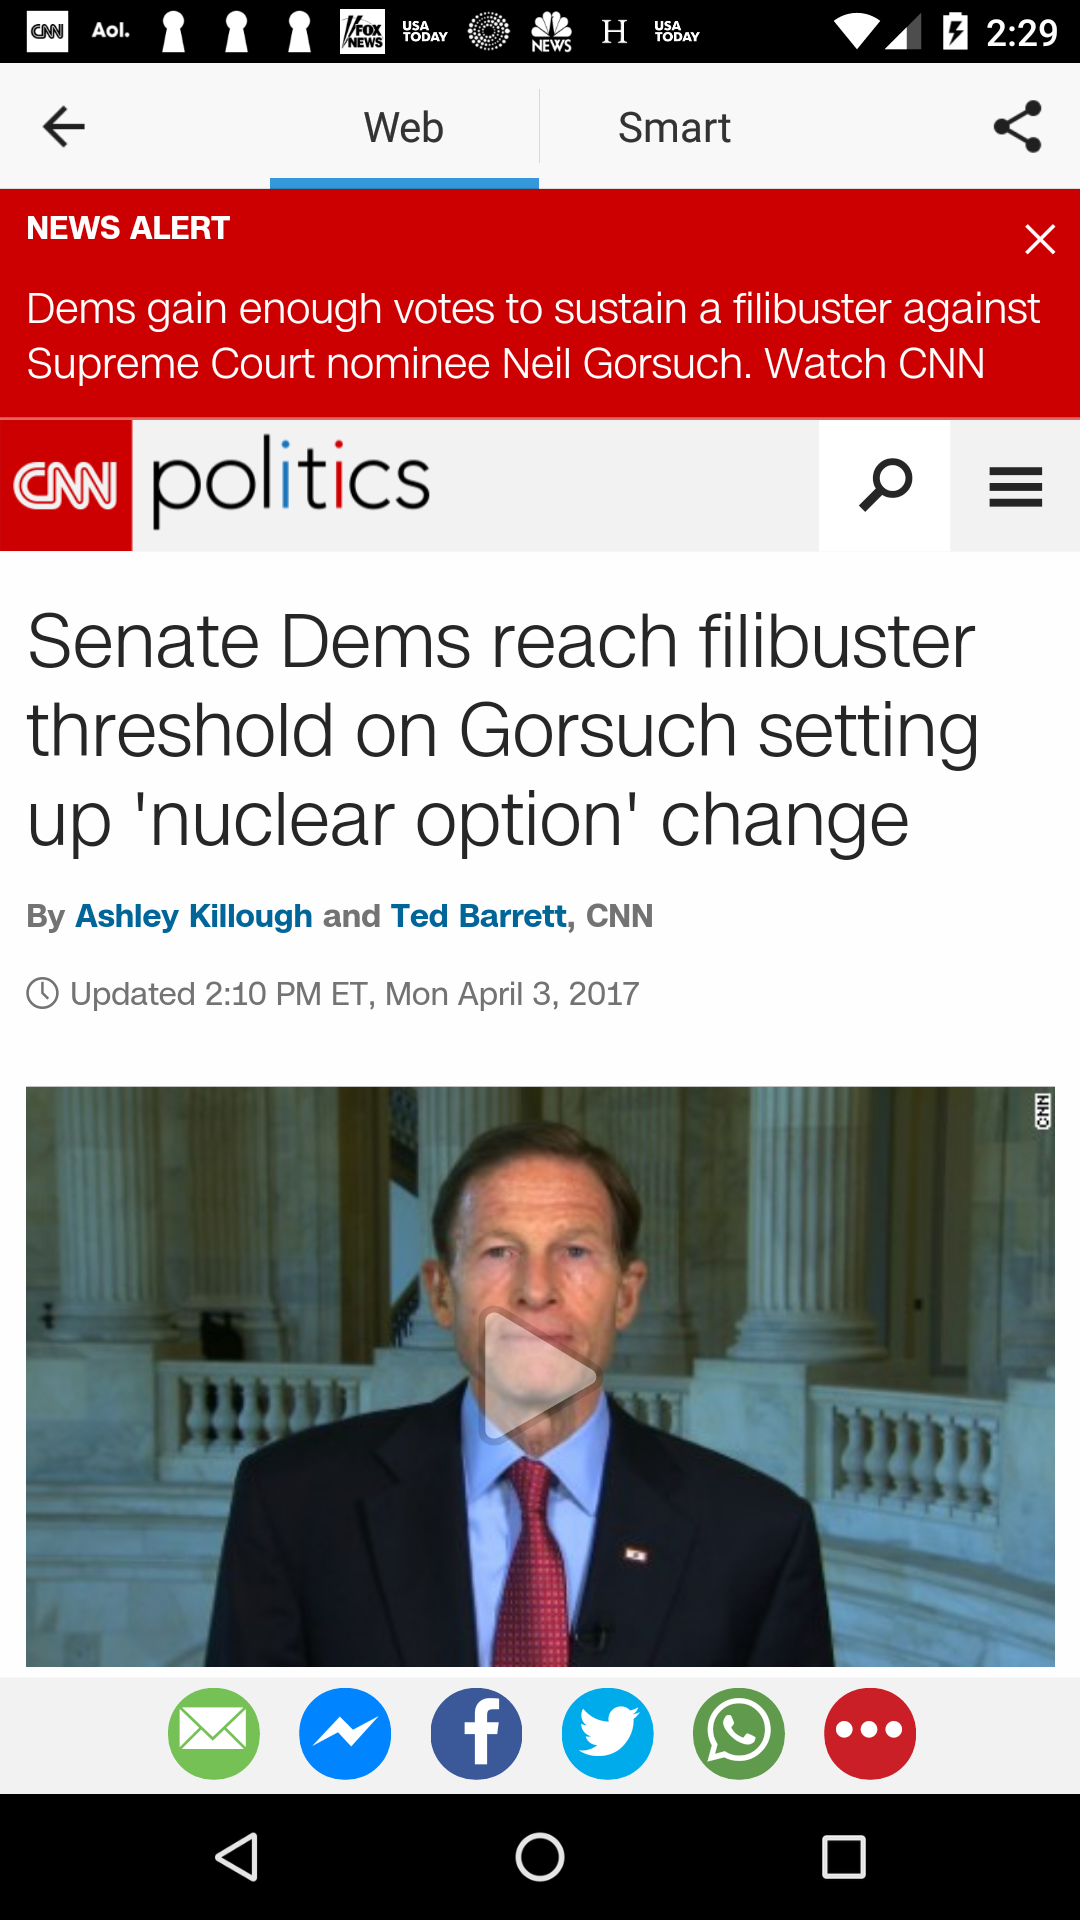 CNN Aol. FOX NEWS USA TODAY NEWS H USA TODAY 2:29
Web Smart
NEWS ALERT
Dems gain enough votes to sustain a filibuster against
Supreme Court nominee Neil Gorsuch. Watch CNN
CNN politics
Senate Dems reach filibuster
threshold on Gorsuch setting
up 'nuclear option' change
By Ashley Killough and Ted Barrett, CNN
Updated 2:10 PM ET, Mon April 3, 2017
CNN